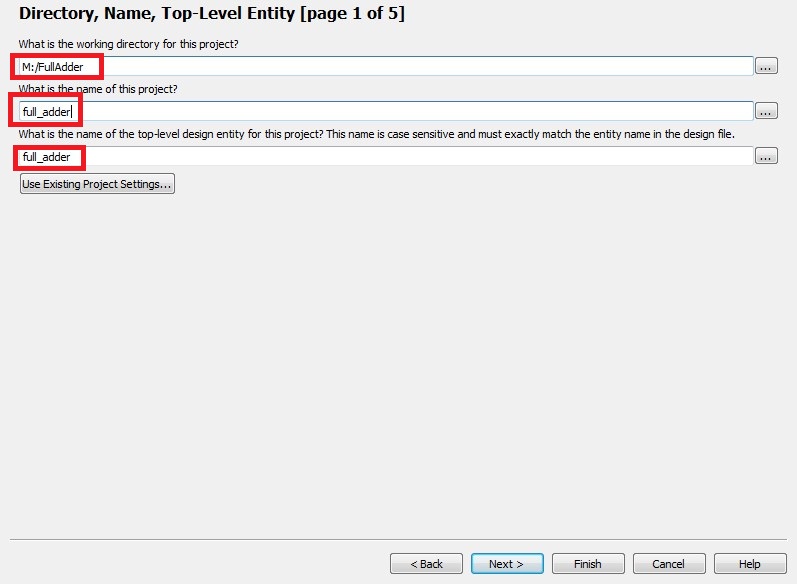 Directory, Name, Top-Level Entity [page 1 of 5]
What is the working directory for this project?
M:/FullAdder
...
What is the name of this project?
full_adder
...
What is the name of the top-level design entity for this project? This name is case sensitive and must exactly match the entity name in the design file.
full_adder
...
Use Existing Project Settings...
< Back Next > Finish Cancel Help